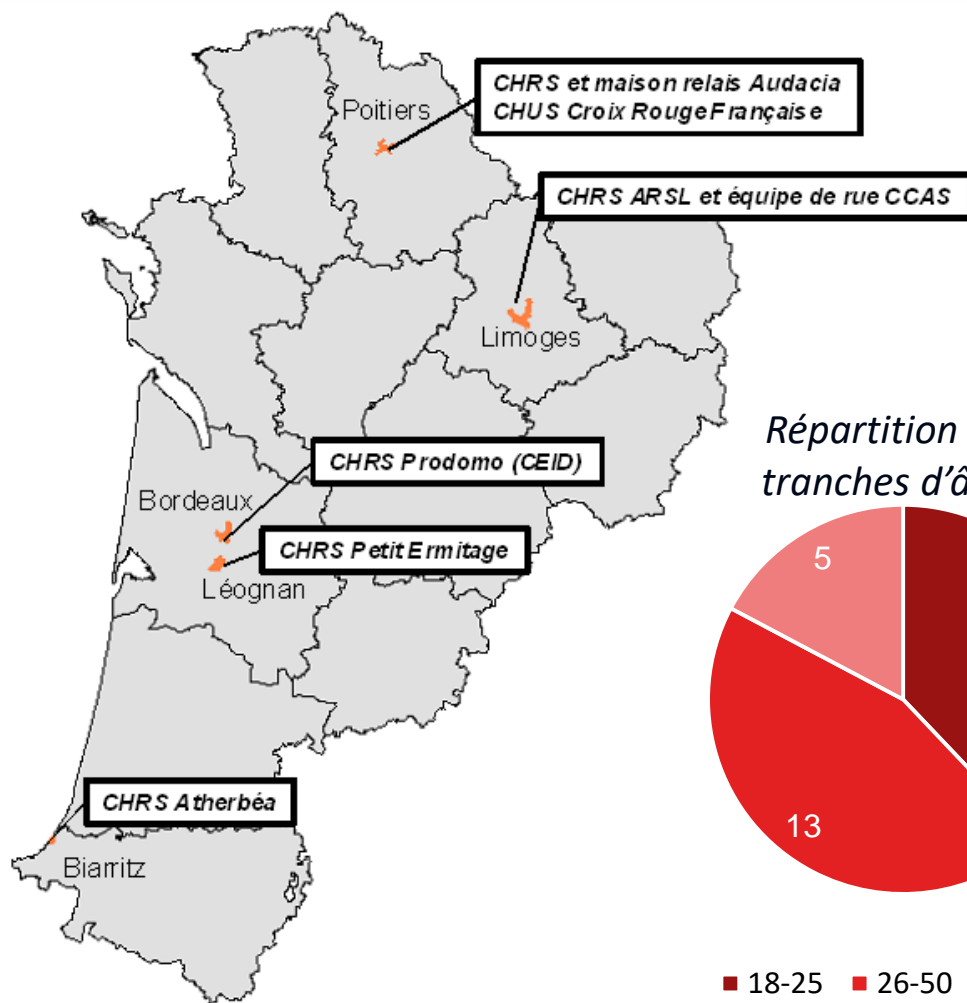 CHRS et maison relais Audacia
CHUS Croix Rouge Française
Poitiers
CHRS ARSL et équipe de rue CCAS
Limoges
Répartition
tranches d'â
CHRS Prodomo (CEID)
Bordeaux
CHRS Petit Ermitage
Léognan
5
13
CHRS Atherbéa
Biarritz
18-25 26-50